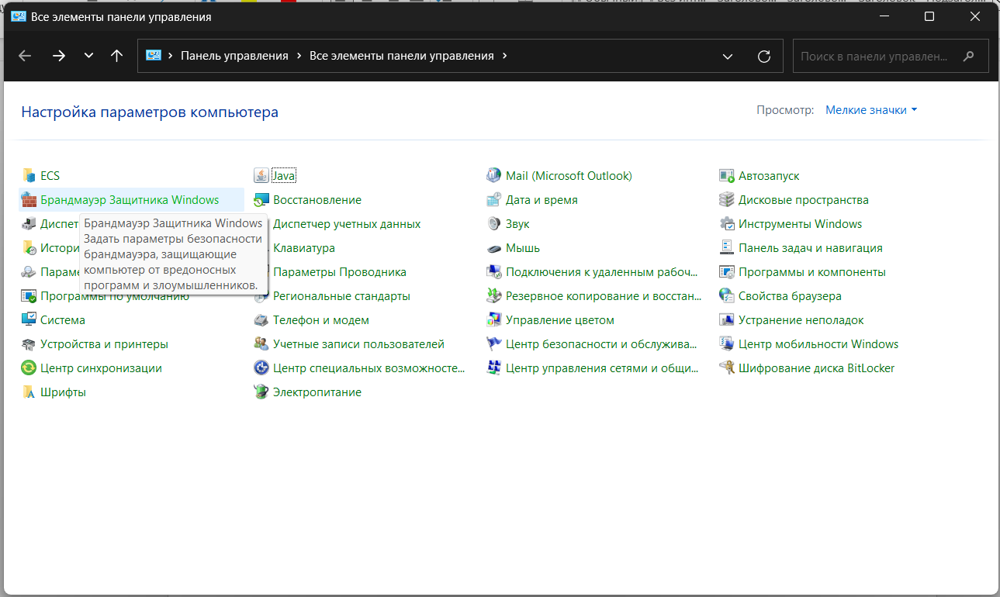 Все элементы панели управления
Панель управления Все элементы панели управления
Поиск в панели управлен...
Настройка параметров компьютера
Просмотр: Мелкие значки
ECS
Java
Mail (Microsoft Outlook)
Автозапуск
Брандмауэр Защитника Windows
Восстановление
Дата и время
Дисковые пространства
Диспет
Брандмауэр Защитника Windows
Задать параметры безопасности
брандмауэра, защищающие
компьютер от вредоносных
программ и злоумышленников.
Диспетчер учетных данных
Звук
Инструменты Windows
Истори
Клавиатура
Мышь
Панель задач и навигация
Параме
Параметры Проводника
Подключения к удаленным рабоч...
Программы и компоненты
Программы по умолчанию
Региональные стандарты
Резервное копирование и восстан...
Свойства браузера
Система
Телефон и модем
Управление цветом
Устранение неполадок
Устройства и принтеры
Учетные записи пользователей
Центр безопасности и обслужива...
Центр мобильности Windows
Центр синхронизации
Центр специальных возможносте...
Центр управления сетями и общи...
Шифрование диска BitLocker
Шрифты
Электропитание